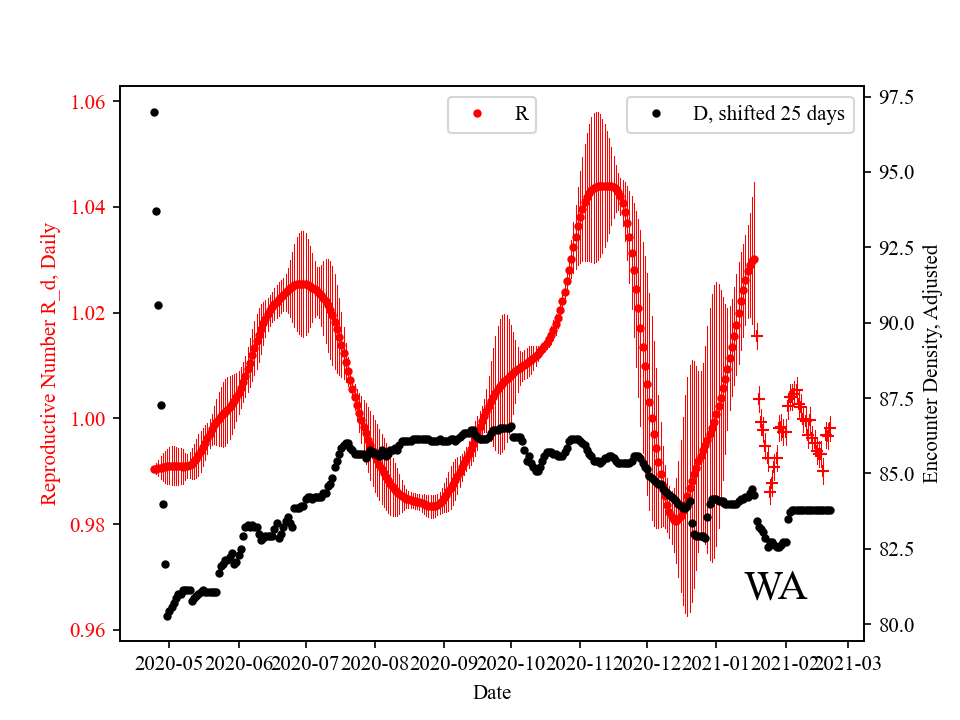 R
D, shifted 25 days
1.06
1.04
1.02
1.00
0.98
0.96
Reproductive Number R_d, Daily
97.5
95.0
92.5
90.0
87.5
85.0
82.5
80.0
Encounter Density, Adjusted
WA
2020-05 2020-06 2020-07 2020-08 2020-09 2020-10 2020-11 2020-12 2021-01 2021-02 2021-03
Date